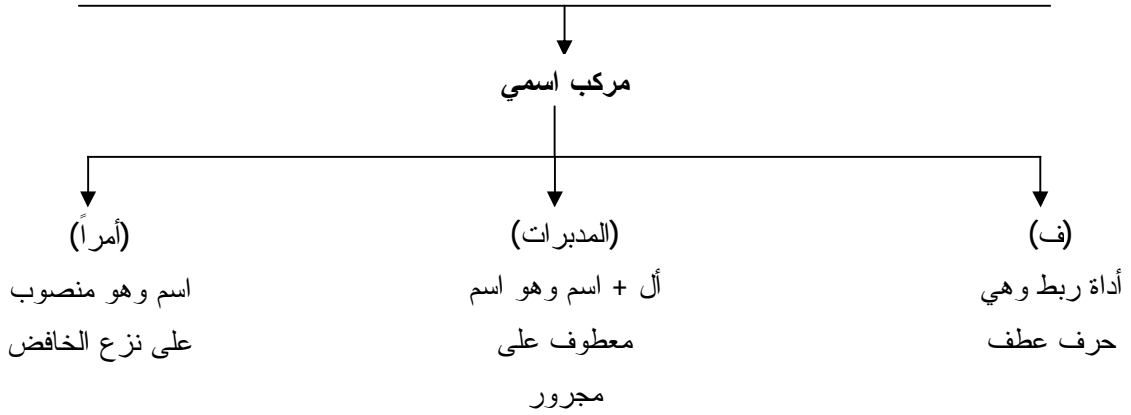 مركب اسمي
(ف)
أداة ربط وهي
حرف عطف
(المدبرات)
أل + اسم وهو اسم
معطوف على
مجرور
(أمراً)
اسم وهو منصوب
على نزع الخافض